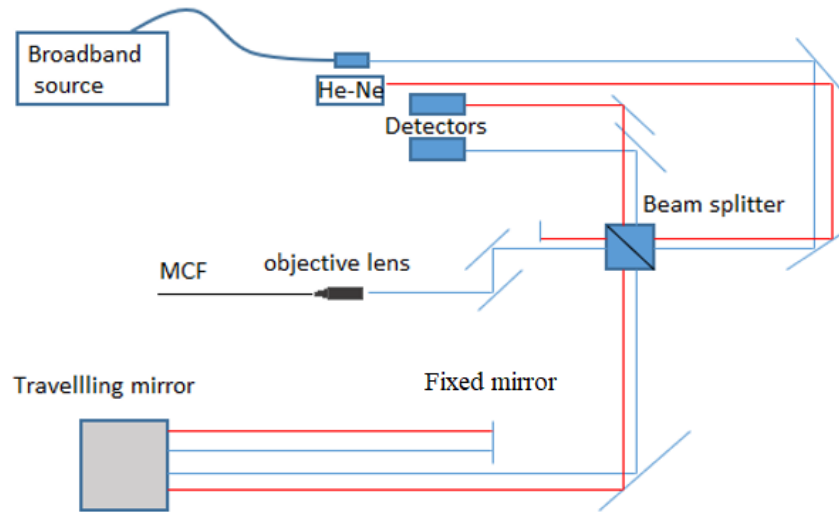 Broadband
source
He-Ne
Detectors
Beam splitter
MCF
objective lens
Travellling mirror
Fixed mirror